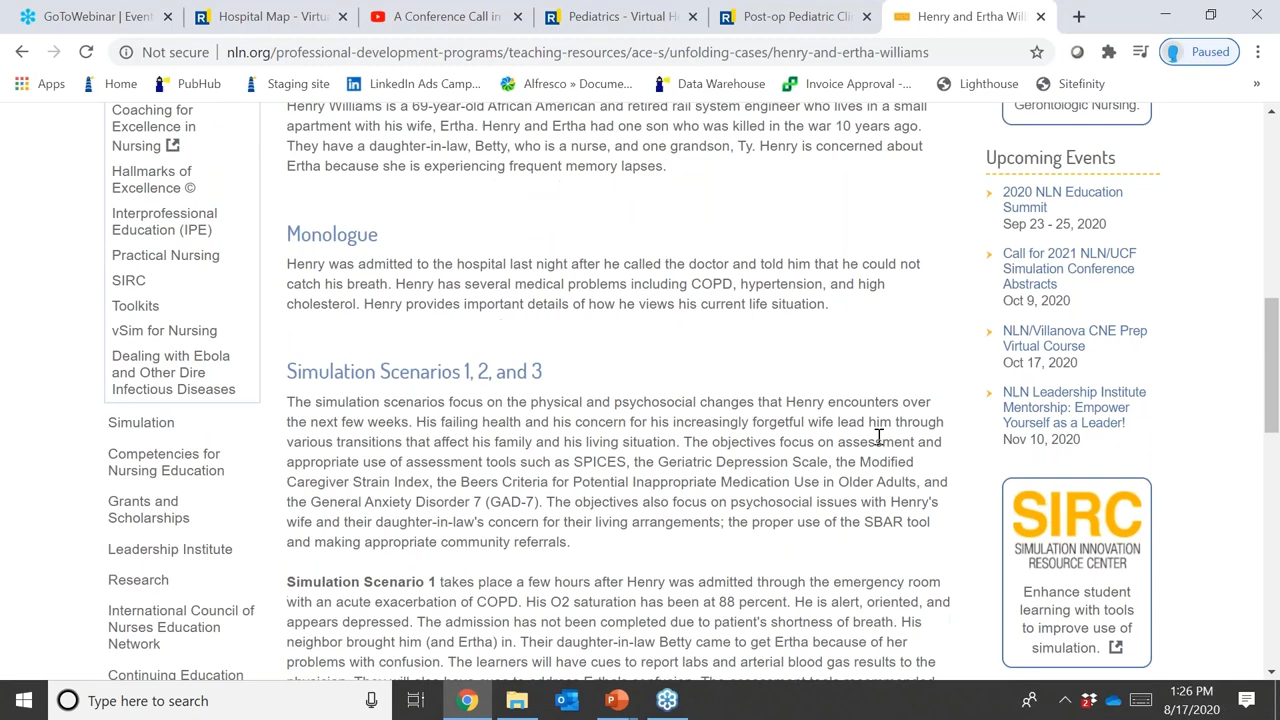 GoToWebinar | Event
Hospital Map - Virtua
A Conference Call in
Pediatrics - Virtual H
Post-op Pediatric Clin
Henry and Ertha Will
Not secure | nln.org/professional-development-programs/teaching-resources/ace-s/unfolding-cases/henry-and-ertha-williams
Paused
Apps
Home
PubHub
Staging site
LinkedIn Ads Camp...
Alfresco » Docume...
Data Warehouse
Invoice Approval -...
Lighthouse
Sitefinity
»
Coaching for
Excellence in
Nursing
Hallmarks of
Excellence ©
Interprofessional
Education (IPE)
Practical Nursing
SIRC
Toolkits
vSim for Nursing
Dealing with Ebola
and Other Dire
Infectious Diseases
Simulation
Competencies for
Nursing Education
Grants and
Scholarships
Leadership Institute
Research
International Council of
Nurses Education
Network
Continuing Education
Henry Williams is a 69-year-old African American and retired rail system engineer who lives in a small
apartment with his wife, Ertha. Henry and Ertha had one son who was killed in the war 10 years ago.
They have a daughter-in-law, Betty, who is a nurse, and one grandson, Ty. Henry is concerned about
Ertha because she is experiencing frequent memory lapses.
Monologue
Henry was admitted to the hospital last night after he called the doctor and told him that he could not
catch his breath. Henry has several medical problems including COPD, hypertension, and high
cholesterol. Henry provides important details of how he views his current life situation.
Simulation Scenarios 1, 2, and 3
The simulation scenarios focus on the physical and psychosocial changes that Henry encounters over
the next few weeks. His failing health and his concern for his increasingly forgetful wife lead him through
various transitions that affect his family and his living situation. The objectives focus on assessment and
appropriate use of assessment tools such as SPICES, the Geriatric Depression Scale, the Modified
Caregiver Strain Index, the Beers Criteria for Potential Inappropriate Medication Use in Older Adults, and
the General Anxiety Disorder 7 (GAD-7). The objectives also focus on psychosocial issues with Henry's
wife and their daughter-in-law's concern for their living arrangements; the proper use of the SBAR tool
and making appropriate community referrals.
Simulation Scenario 1 takes place a few hours after Henry was admitted through the emergency room
with an acute exacerbation of COPD. His O2 saturation has been at 88 percent. He is alert, oriented, and
appears depressed. The admission has not been completed due to patient's shortness of breath. His
neighbor brought him (and Ertha) in. Their daughter-in-law Betty came to get Ertha because of her
problems with confusion. The learners will have cues to report labs and arterial blood gas results to the
Gerontologic Nursing.
Upcoming Events
2020 NLN Education
Summit
Sep 23 - 25, 2020
Call for 2021 NLN/UCF
Simulation Conference
Abstracts
Oct 9, 2020
NLN/Villanova CNE Prep
Virtual Course
Oct 17, 2020
NLN Leadership Institute
Mentorship: Empower
Yourself as a Leader!
Nov 10, 2020
SIRC
SIMULATION INNOVATION
RESOURCE CENTER
Enhance student
learning with tools
to improve use of
simulation.
Type here to search
1:26 PM
8/17/2020